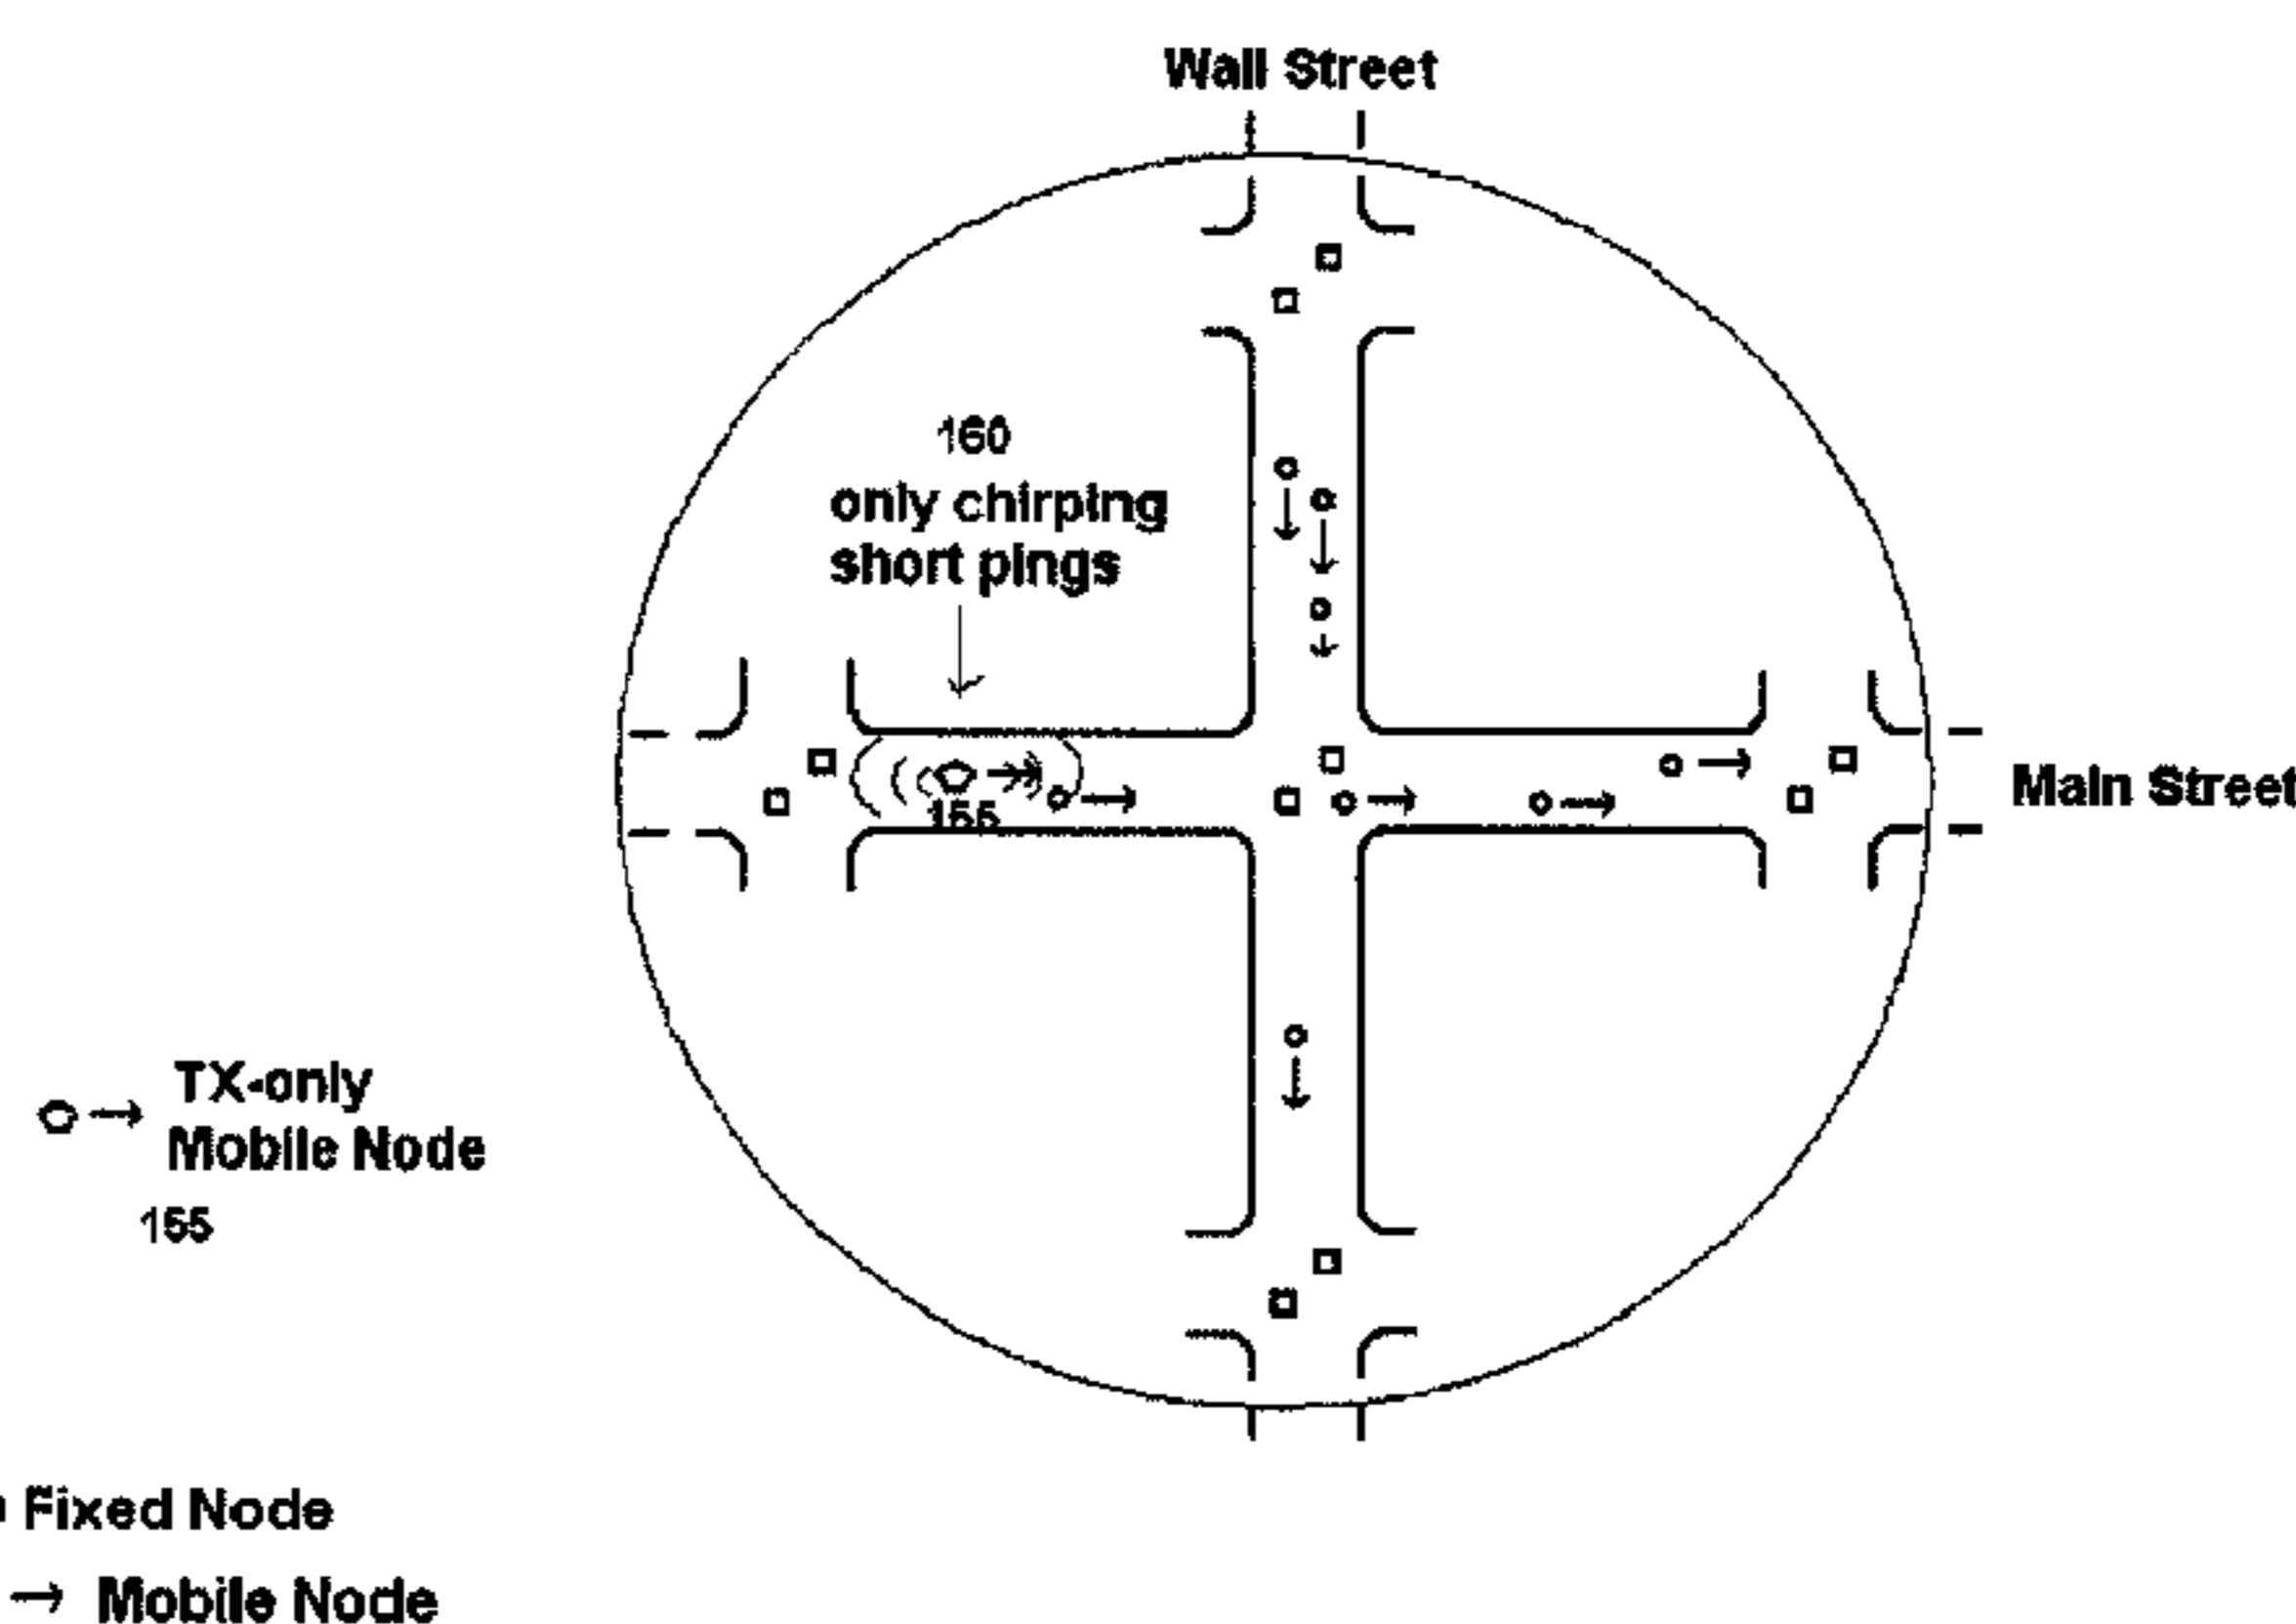 Wall Street
160
only chirping
short pings
155
Main Street
TX-only
Mobile Node
155
Fixed Node
Mobile Node